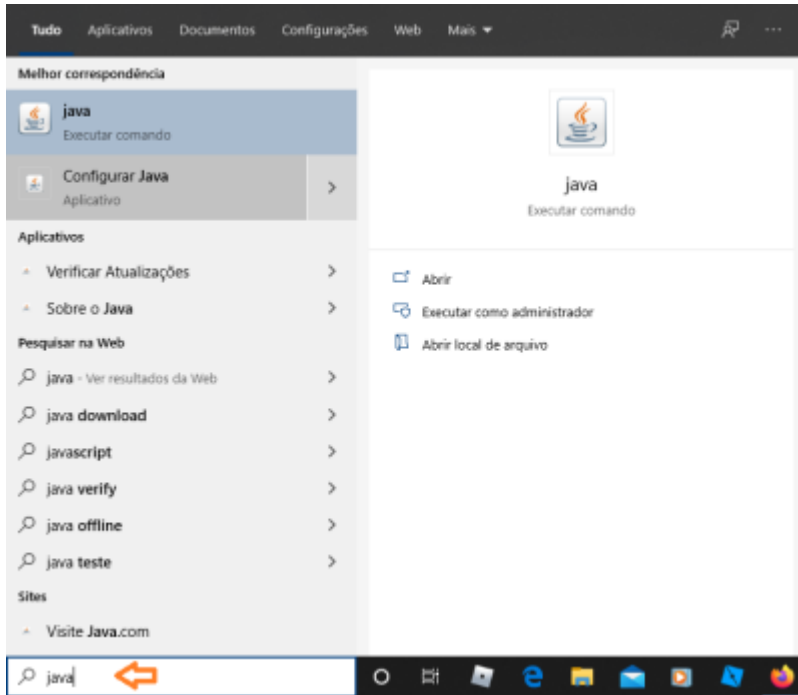 Tudo Aplicativos Documentos Configurações Web Mais
Melhor correspondência
java
Executar comando
Configurar Java
Aplicativo
Aplicativos
Verificar Atualizações
Sobre o Java
Pesquisar na Web
java - Ver resultados da Web
java download
javascript
java verify
java offline
java teste
Sites
Visite Java.com
java
java
Executar comando
Abrir
Executar como administrador
Abrir local de arquivo